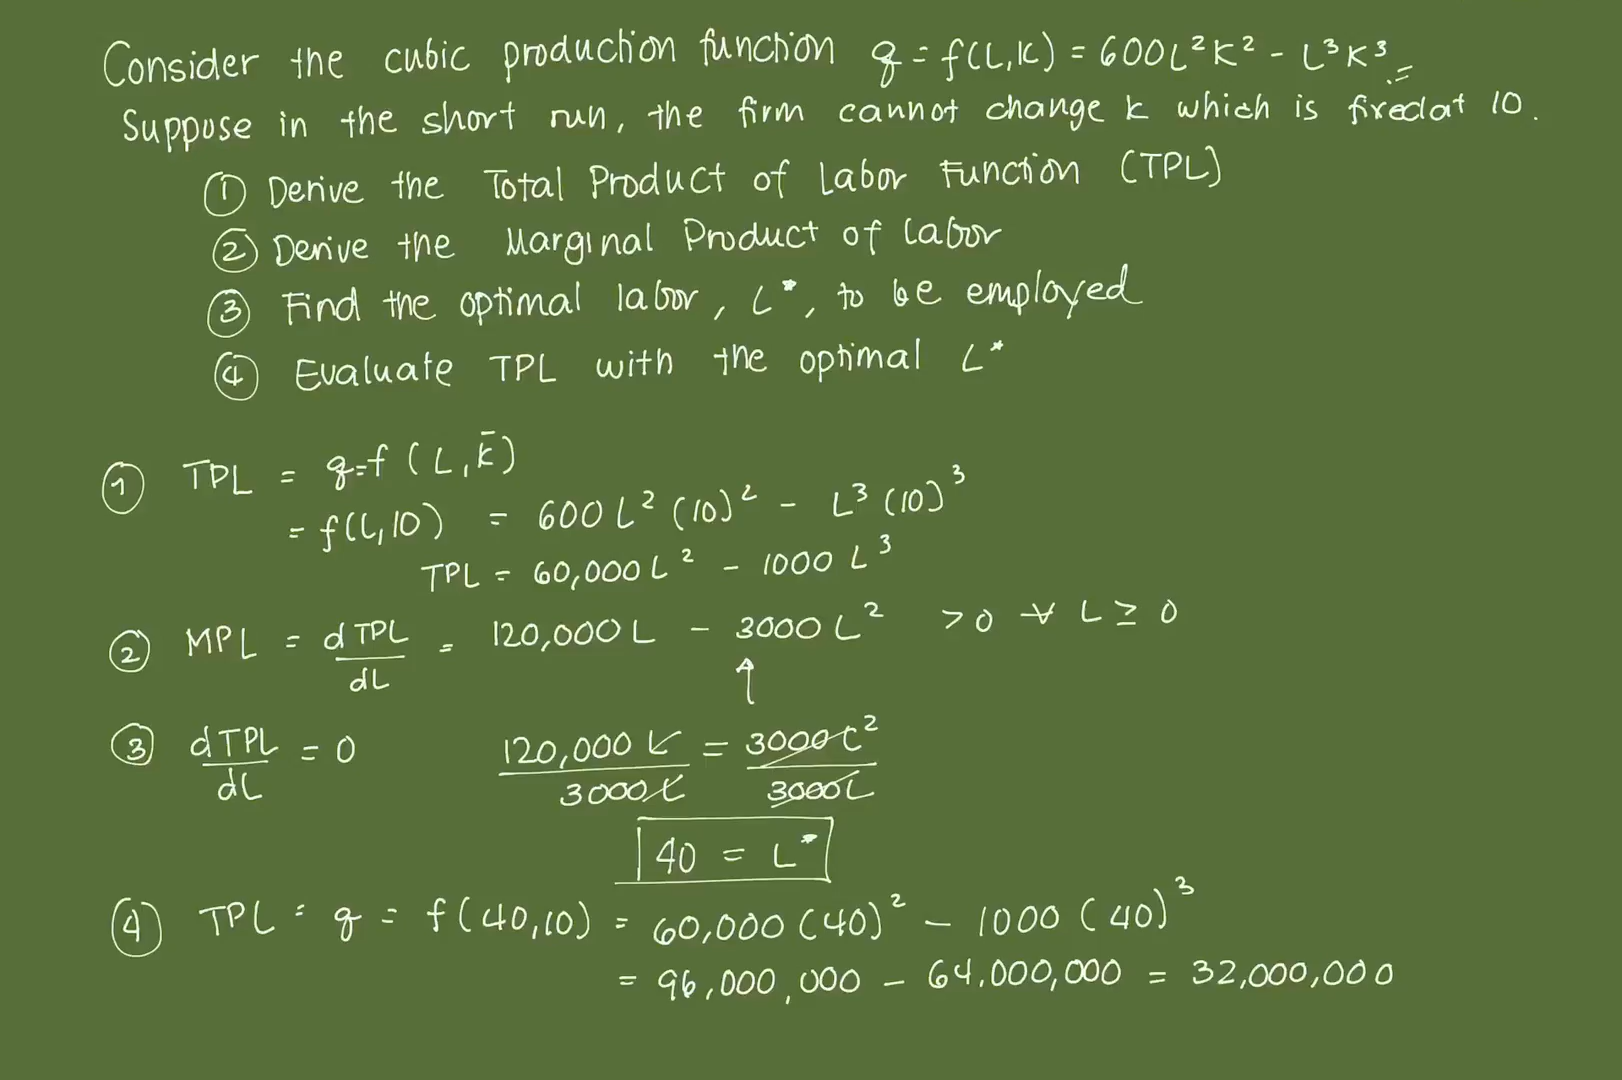 Consider the cubic production function q = f(L,K) = 600L²K² - L³K³.
Suppose in the short run, the firm cannot change k which is fixed at 10.
① Derive the Total Product of Labor Function (TPL)
② Derive the Marginal Product of Labor
③ Find the optimal labor, L*, to be employed
④ Evaluate TPL with the optimal L*
① TPL = q=f(L,k̄)
= f(L,10) = 600L²(10)² - L³(10)³
TPL = 60,000L² - 1000L³
② MPL = dTPL/dL = 120,000L - 3000L² >0 ∀ L ≥ 0
↑
③ dTPL/dL = 0 120,000L/3000L = 3000L²/3000L
40 = L*
④ TPL = q = f(40,10) = 60,000(40)² - 1000(40)³
= 96,000,000 - 64,000,000 = 32,000,000